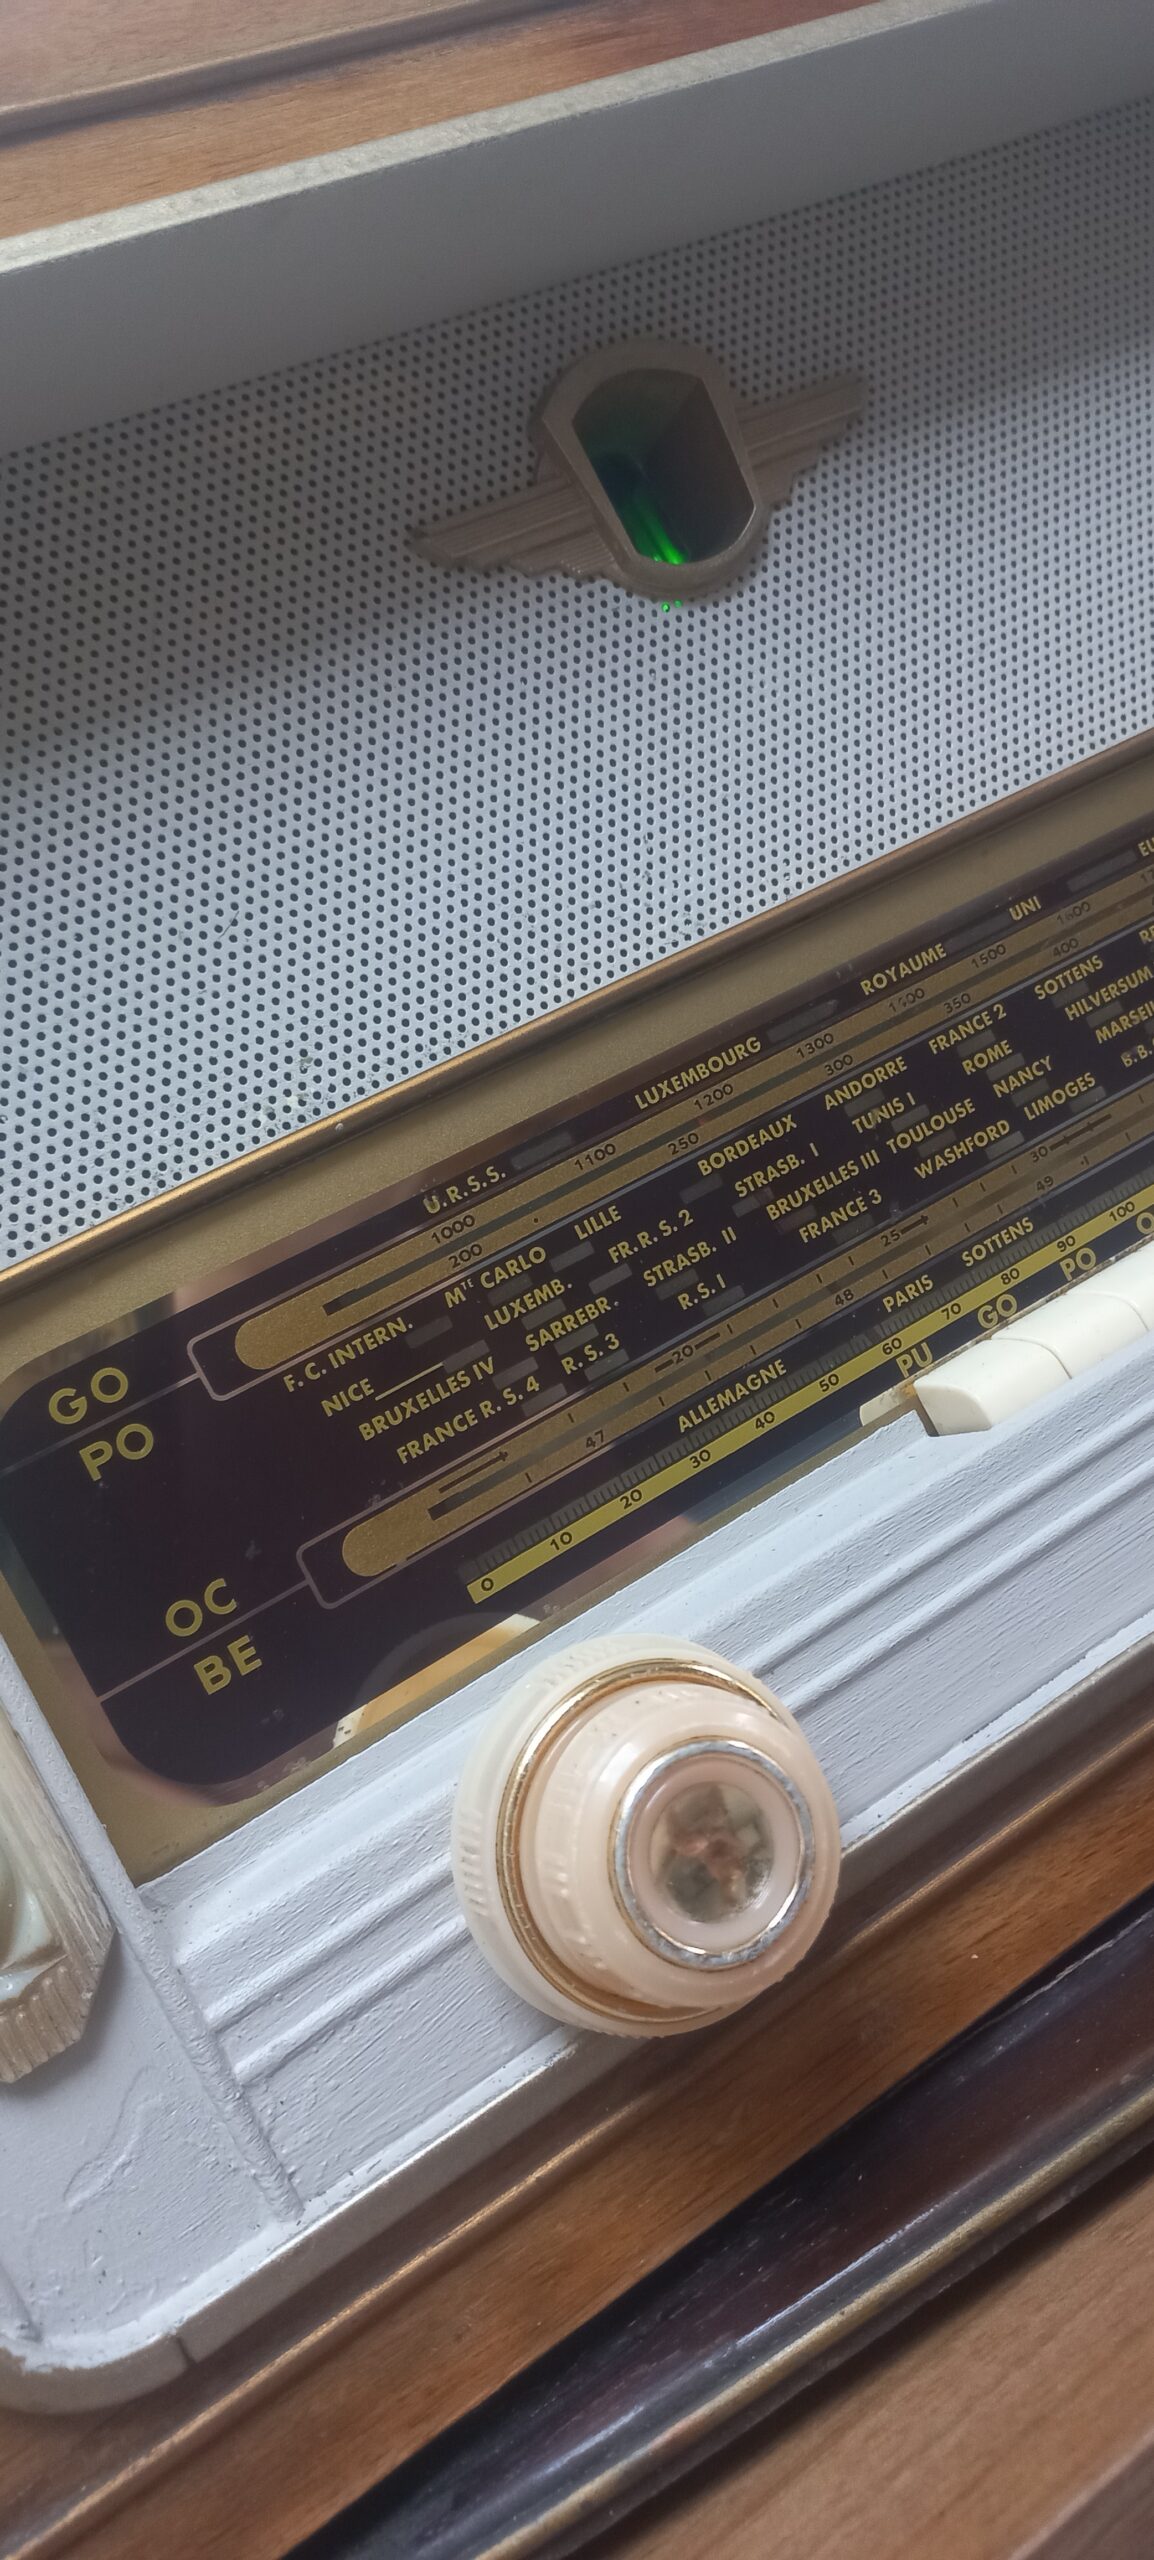 GO
PO
OC
BE
U.R.S.S. LUXEMBOURG ROYAUME UNI
1000 1100 1200 1300 1400 1500 1600
200 250 300 350 400
Mᵀᴱ CARLO LILLE BORDEAUX ANDORRE FRANCE 2 SOTTENS
F. C. INTERN. LUXEMB. FR. R. S. 2 STRASB. I TUNIS I ROME HILVERSUM
NICE SARREBR. STRASB. II BRUXELLES III TOULOUSE NANCY
BRUXELLES IV R. S. 3 R. S. I FRANCE 3 WASHFORD LIMOGES
FRANCE R. S. 4
20 25 30
47 48 49
ALLEMAGNE PARIS SOTTENS
0 10 20 30 40 50 60 70 80 90 100
PU GO PO